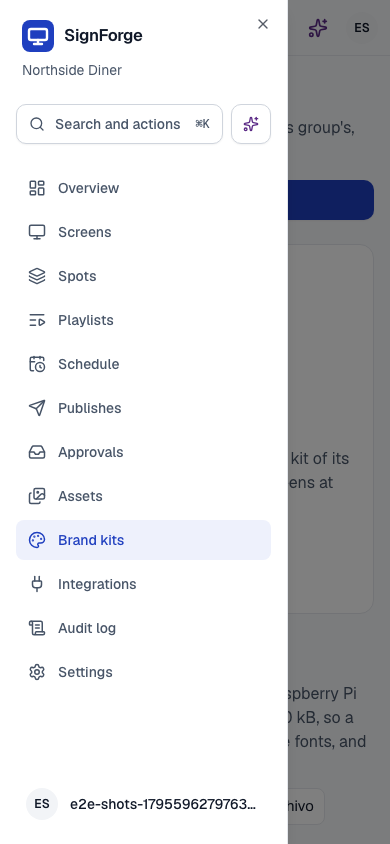 SignForge
ES
Northside Diner
Search and actions ⌘K
s group's,
Overview
Screens
Spots
Playlists
Schedule
Publishes
Approvals
kit of its
ens at
Assets
Brand kits
Integrations
Audit log
Settings
spberry Pi
0 kB, so a
e fonts, and
ES
e2e-shots-1795596279763…
hivo